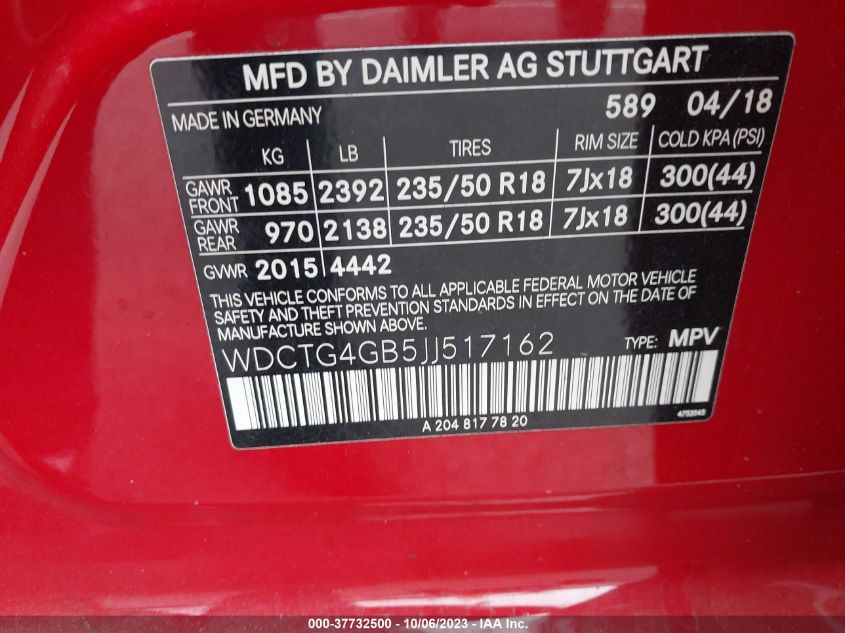 MFD BY DAIMLER AG STUTTGART
MADE IN GERMANY 589 04/18
KG LB TIRES RIM SIZE COLD KPA (PSI)
GAWR FRONT 1085 2392 235/50 R18 7Jx18 300(44)
GAWR REAR 970 2138 235/50 R18 7Jx18 300(44)
GVWR 2015 4442
THIS VEHICLE CONFORMS TO ALL APPLICABLE FEDERAL MOTOR VEHICLE
SAFETY AND THEFT PREVENTION STANDARDS IN EFFECT ON THE DATE OF
MANUFACTURE SHOWN ABOVE.
WDCTG4GB5JJ517162 TYPE: MPV
A 204 817 78 20 4753545
000-37732500 - 10/06/2023 - IAA Inc.